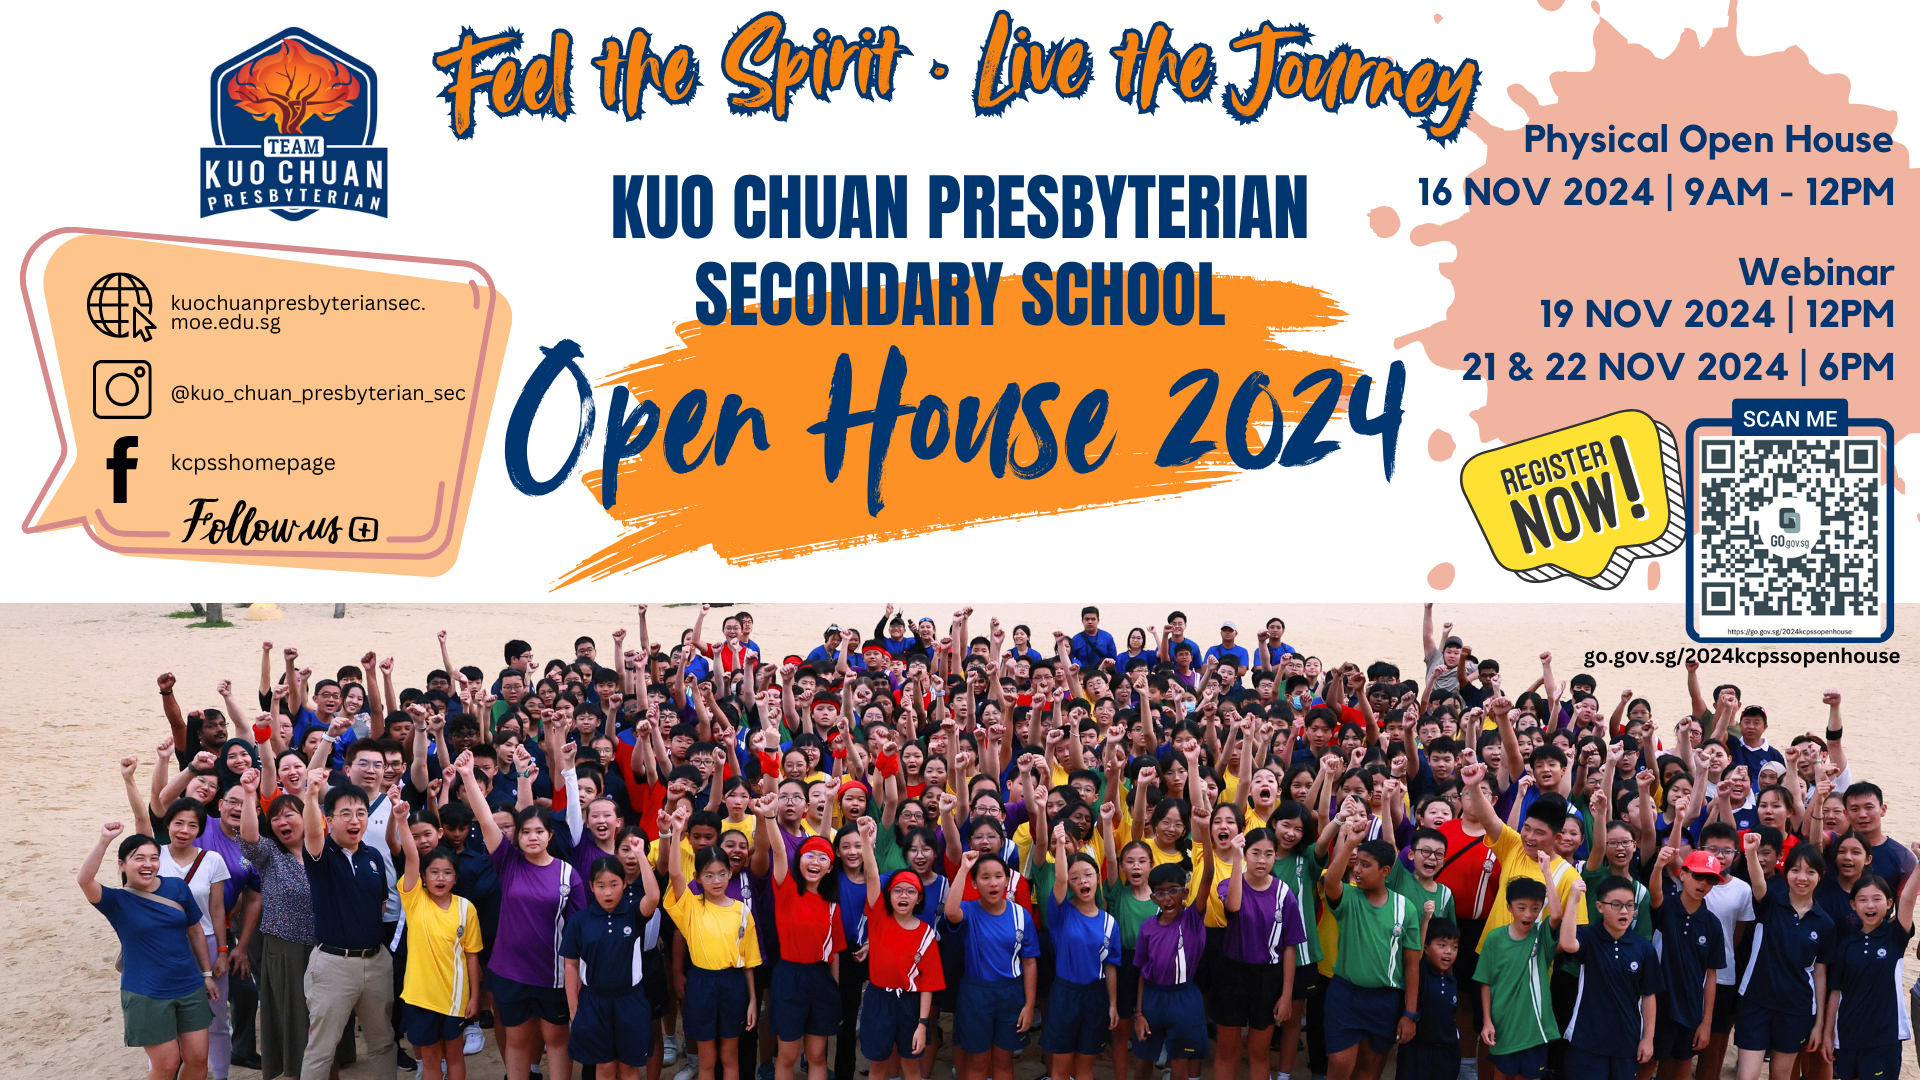 Feel the Spirit · Live the Journey
TEAM
KUO CHUAN
PRESBYTERIAN
KUO CHUAN PRESBYTERIAN
SECONDARY SCHOOL
Open House 2024
kuochuanpresbyteriansec.
moe.edu.sg
@kuo_chuan_presbyterian_sec
kcpsshomepage
Follow us
Physical Open House
16 NOV 2024 | 9AM - 12PM
Webinar
19 NOV 2024 | 12PM
21 & 22 NOV 2024 | 6PM
REGISTER
NOW!
SCAN ME
GO.gov.sg
https://go.gov.sg/2024kcpssopenhouse
go.gov.sg/2024kcpssopenhouse